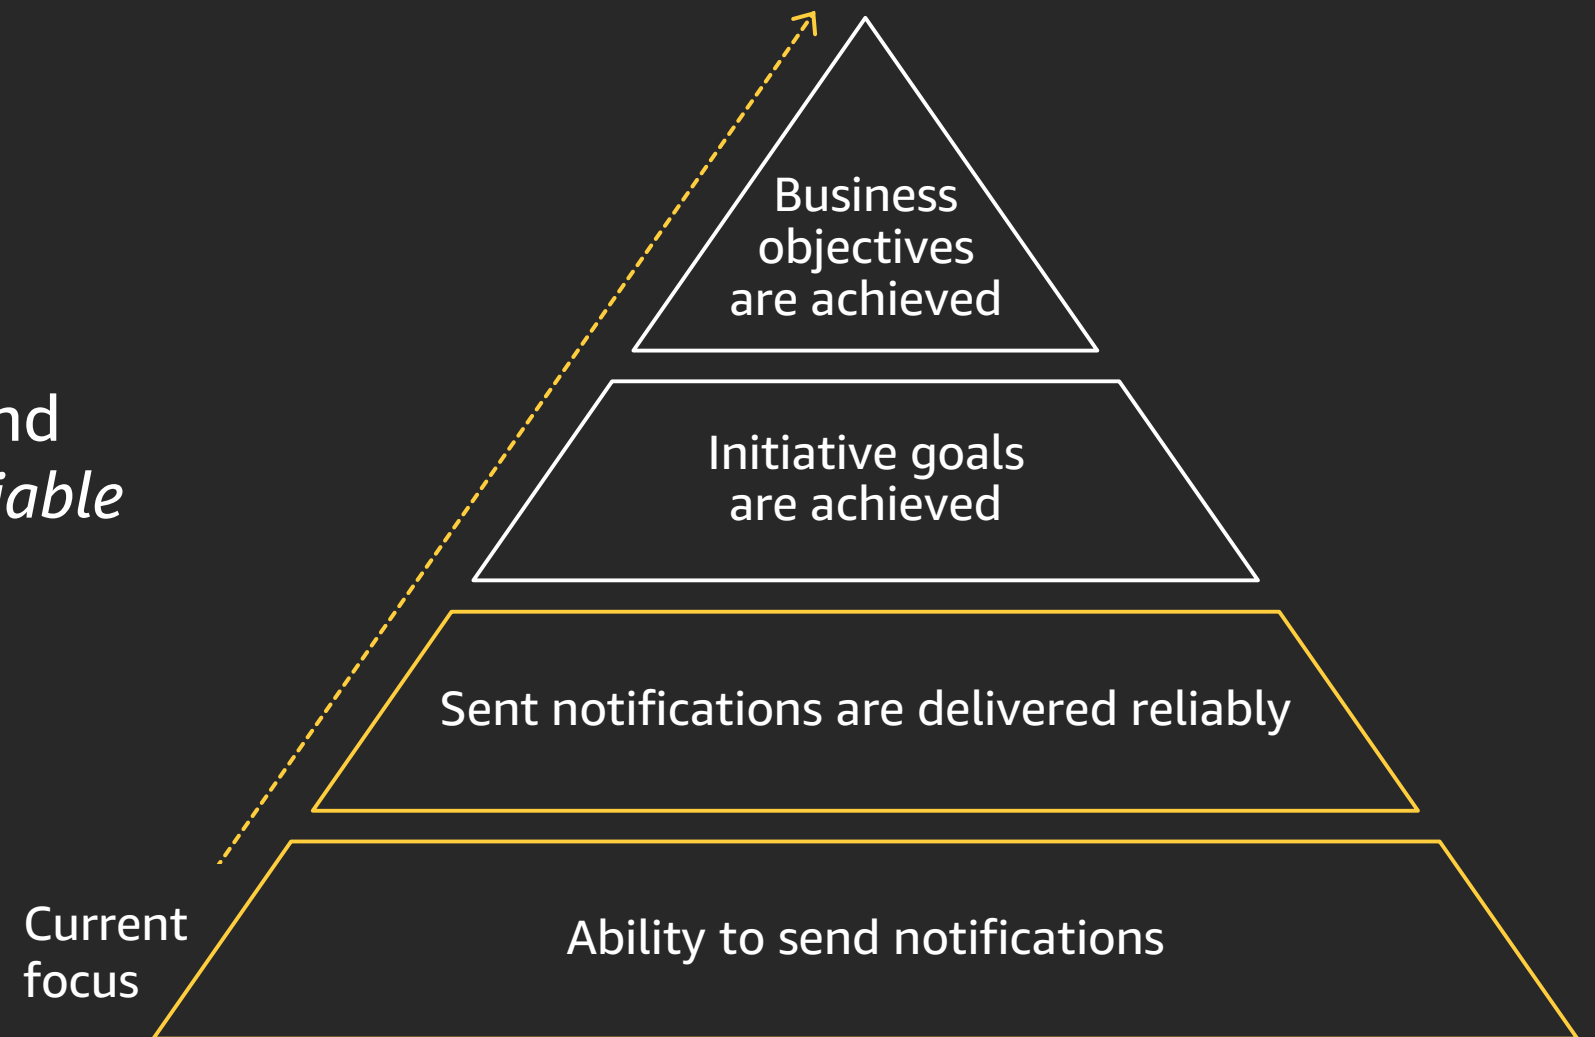 Business
objectives
are achieved
Initiative goals
are achieved
Sent notifications are delivered reliably
Current
focus
Ability to send notifications